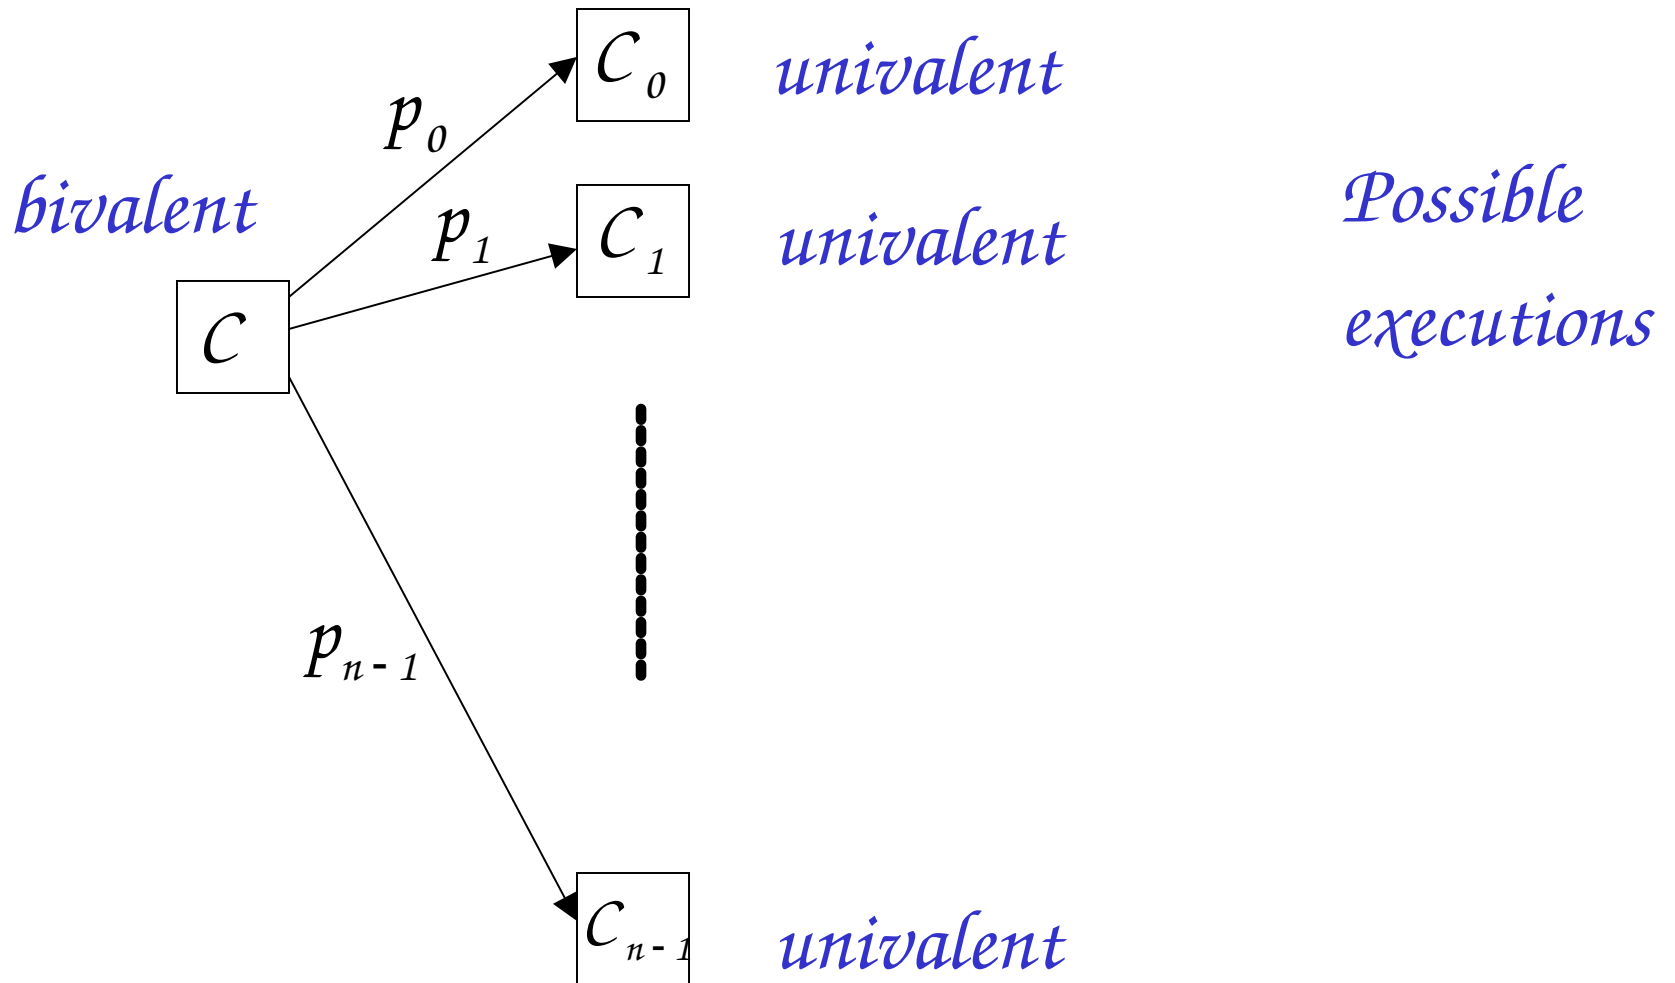 C₀ univalent
p₀
bivalent
Possible
p₁ C₁ univalent
C
executions
pₙ₋₁
Cₙ₋₁ univalent